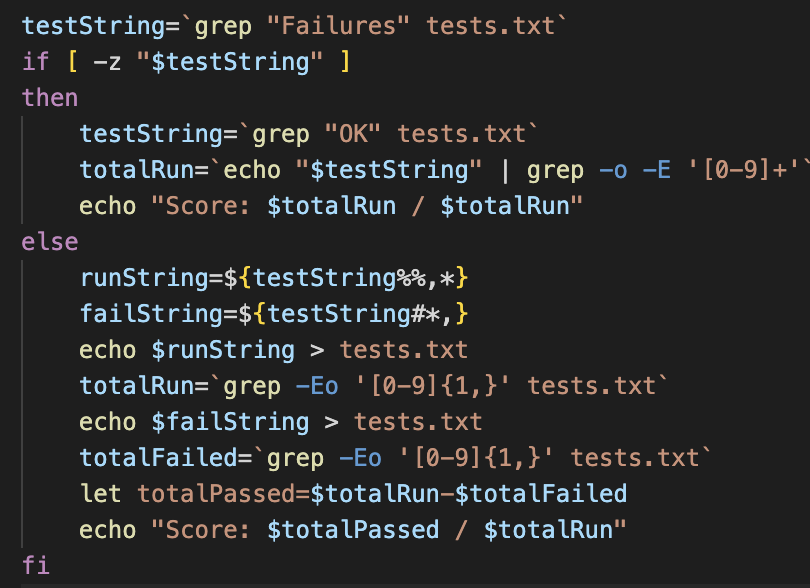 testString=`grep "Failures" tests.txt`
if [ -z "$testString" ]
then
testString=`grep "OK" tests.txt`
totalRun=`echo "$testString" | grep -o -E '[0-9]+'`
echo "Score: $totalRun / $totalRun"
else
runString=${testString%%,*}
failString=${testString#*,}
echo $runString > tests.txt
totalRun=`grep -Eo '[0-9]{1,}' tests.txt`
echo $failString > tests.txt
totalFailed=`grep -Eo '[0-9]{1,}' tests.txt`
let totalPassed=$totalRun-$totalFailed
echo "Score: $totalPassed / $totalRun"
fi